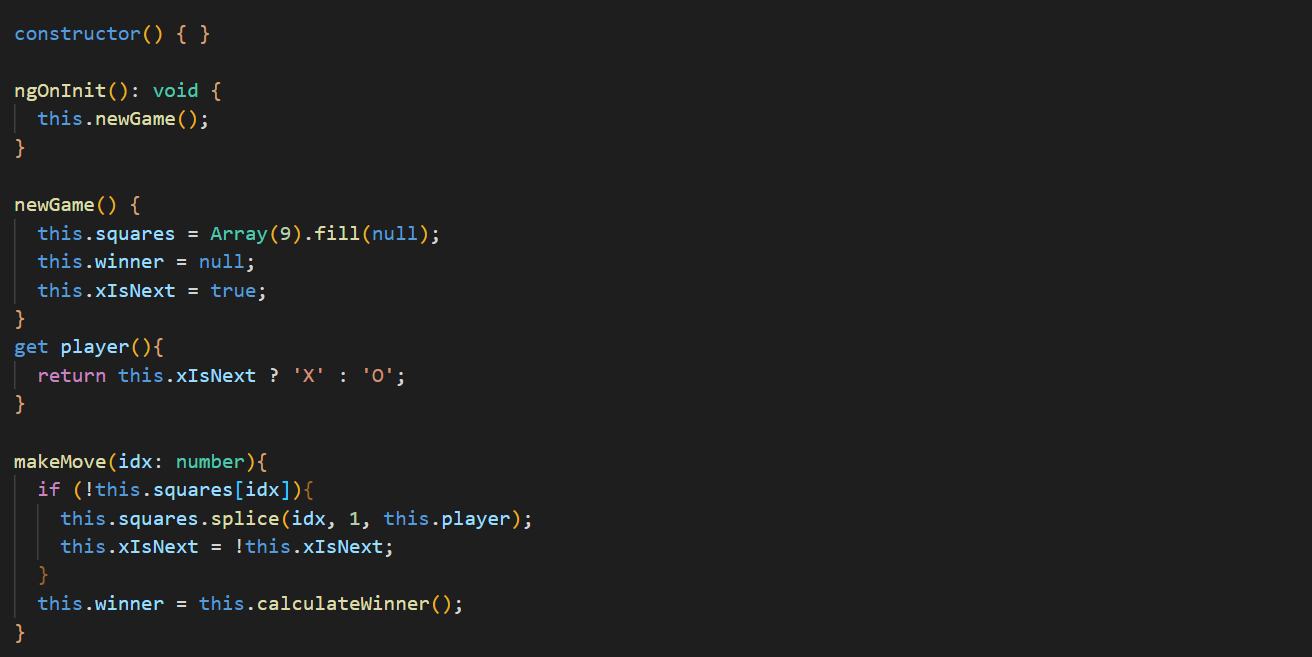 constructor() { }
ngOnInit(): void {
this.newGame();
}
newGame() {
this.squares = Array(9).fill(null);
this.winner = null;
this.xIsNext = true;
}
get player(){
return this.xIsNext ? 'X' : 'O';
}
makeMove(idx: number){
if (!this.squares[idx]){
this.squares.splice(idx, 1, this.player);
this.xIsNext = !this.xIsNext;
}
this.winner = this.calculateWinner();
}